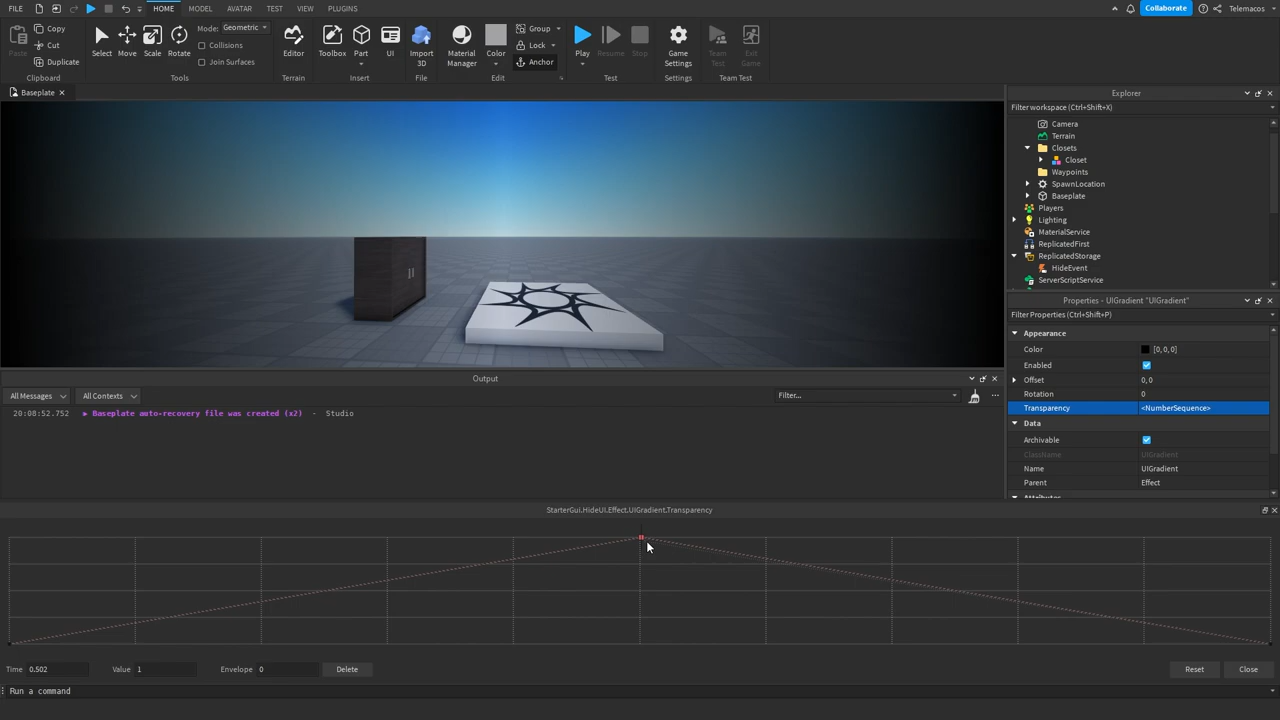 FILE HOME MODEL AVATAR TEST VIEW PLUGINS Collaborate Telemacos
Paste Copy Cut Duplicate Clipboard
Select Move Scale Rotate Mode: Geometric Collisions Join Surfaces Tools
Editor Terrain
Toolbox Part UI Insert
Import 3D File
Material Manager Color Group Lock Anchor Edit
Play Resume Stop Test
Game Settings Settings
Team Test Exit Game Team Test
Baseplate
Explorer
Filter workspace (Ctrl+Shift+X)
Camera
Terrain
Closets
Closet
Waypoints
SpawnLocation
Baseplate
Players
Lighting
MaterialService
ReplicatedFirst
ReplicatedStorage
HideEvent
ServerScriptService
Properties - UIGradient "UIGradient"
Filter Properties (Ctrl+Shift+P)
Appearance
Color [0, 0, 0]
Enabled
Offset 0, 0
Rotation 0
Transparency <NumberSequence>
Data
Archivable
ClassName UIGradient
Name UIGradient
Parent Effect
Attributes
Output
All Messages All Contexts Filter...
20:08:52.752 Baseplate auto-recovery file was created (x2) - Studio
StarterGui.HideUI.Effect.UIGradient.Transparency
Time 0.502 Value 1 Envelope 0 Delete Reset Close
Run a command